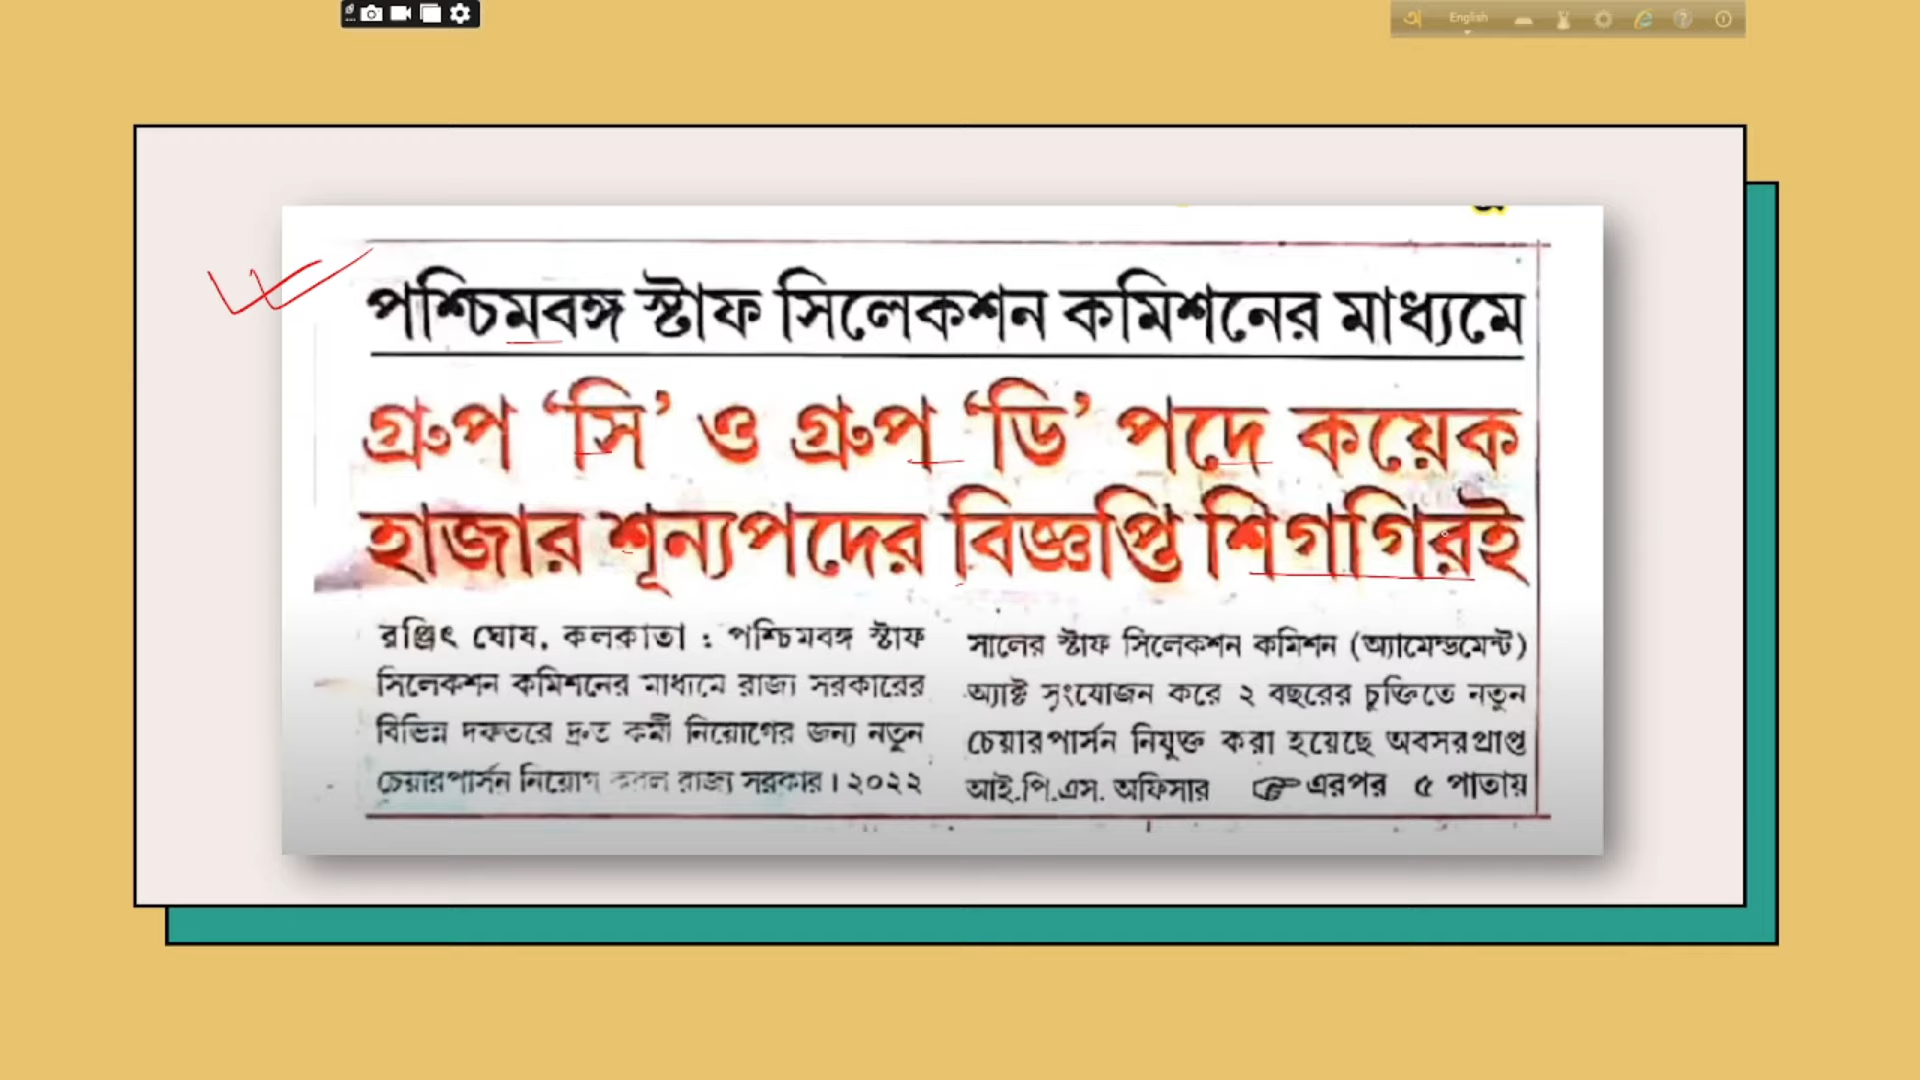 English
পশ্চিমবঙ্গ স্টাফ সিলেকশন কমিশনের মাধ্যমে
গ্রুপ ‘সি’ ও গ্রুপ ‘ডি’ পদে কয়েক
হাজার শূন্যপদের বিজ্ঞপ্তি শিগগিরই
রঞ্জিৎ ঘোষ, কলকাতা : পশ্চিমবঙ্গ স্টাফ
সিলেকশন কমিশনের মাধ্যমে রাজ্য সরকারের
বিভিন্ন দফতরে দ্রুত কর্মী নিয়োগের জন্য নতুন
চেয়ারপার্সন নিয়োগ করল রাজ্য সরকার। ২০২২
সালের স্টাফ সিলেকশন কমিশন (অ্যামেন্ডমেন্ট)
অ্যাক্ট সংযোজন করে ২ বছরের চুক্তিতে নতুন
চেয়ারপার্সন নিযুক্ত করা হয়েছে অবসরপ্রাপ্ত
আই.পি.এস. অফিসার ☞ এরপর ৫ পাতায়